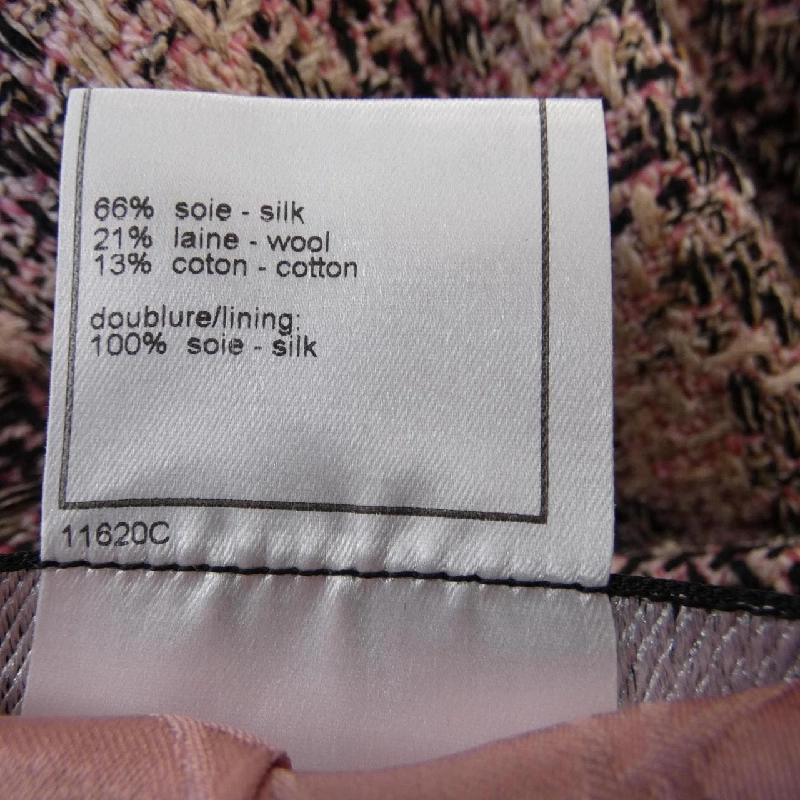 66% soie - silk
21% laine - wool
13% coton - cotton
doublure/lining:
100% soie - silk
11620C